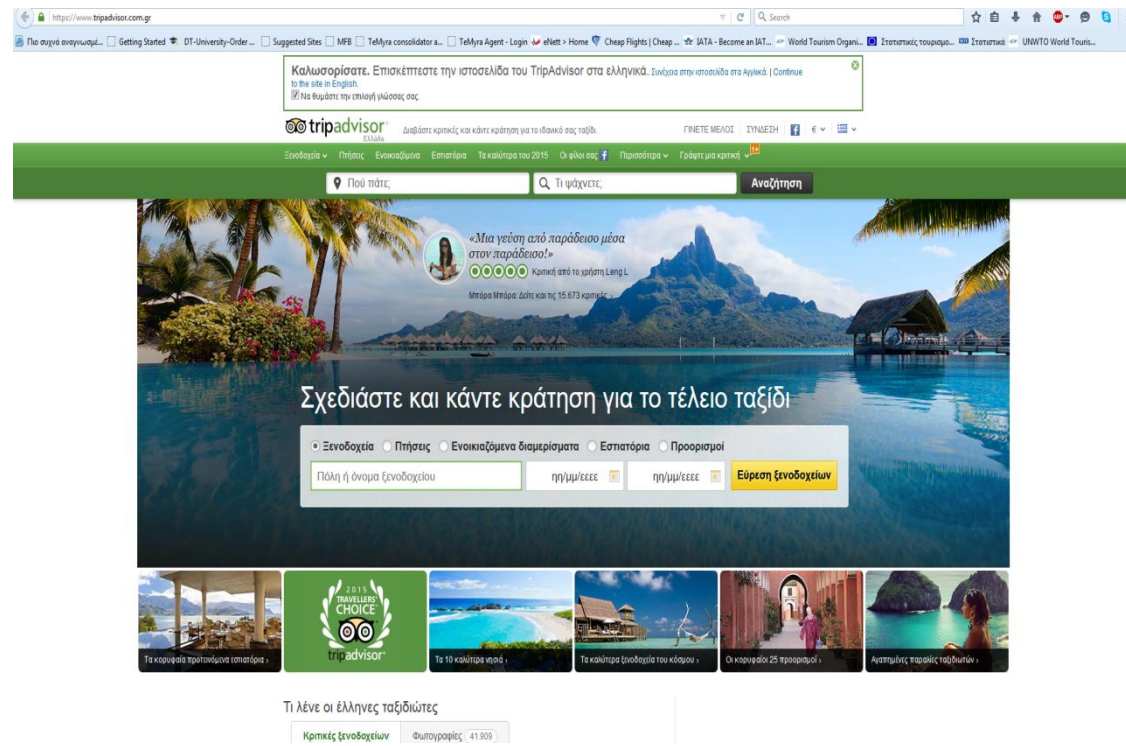 https://www.tripadvisor.com.gr
Search
Πιο συχνά αναγνωσμέ... Getting Started DT-University-Order ... Suggested Sites MFB TeMyra consolidator a... TeMyra Agent - Login eNett > Home Cheap Flights | Cheap ... IATA - Become an IAT... World Tourism Organi... Στατιστικές τουρισμο... Στατιστικά UNWTO World Touris...
Καλωσορίσατε. Επισκέπτεστε την ιστοσελίδα του TripAdvisor στα ελληνικά. Συνέχεια στην ιστοσελίδα στα Αγγλικά. | Continue
to the site in English.
Να θυμάστε την επιλογή γλώσσας σας.
tripadvisor
Ελλάδα
Διαβάστε κριτικές και κάντε κράτηση για το ιδανικό σας ταξίδι.
ΓΙΝΕΤΕ ΜΕΛΟΣ ΣΥΝΔΕΣΗ €
Ξενοδοχεία Πτήσεις Ενοικιαζόμενα Εστιατόρια Τα καλύτερα του 2015 Οι φίλοι σας Περισσότερα Γράψτε μια κριτική 1+
Πού πάτε; Τι ψάχνετε; Αναζήτηση
«Μια γεύση από παράδεισο μέσα
στον παράδεισο!»
Κριτική από το χρήστη Leng L
Μπόρα Μπόρα: Δείτε και τις 15.673 κριτικές ›
Σχεδιάστε και κάντε κράτηση για το τέλειο ταξίδι
Ξενοδοχεία Πτήσεις Ενοικιαζόμενα διαμερίσματα Εστιατόρια Προορισμοί
Πόλη ή όνομα ξενοδοχείου ηη/μμ/εεεε ηη/μμ/εεεε Εύρεση ξενοδοχείων
2015
TRAVELLERS'
CHOICE
tripadvisor
Τα κορυφαία προτεινόμενα εστιατόρια ›
Τα 10 καλύτερα νησιά ›
Τα καλύτερα ξενοδοχεία του κόσμου ›
Οι κορυφαίοι 25 προορισμοί ›
Αγαπημένες παραλίες ταξιδιωτών ›
Τι λένε οι έλληνες ταξιδιώτες
Κριτικές ξενοδοχείων Φωτογραφίες 41.909